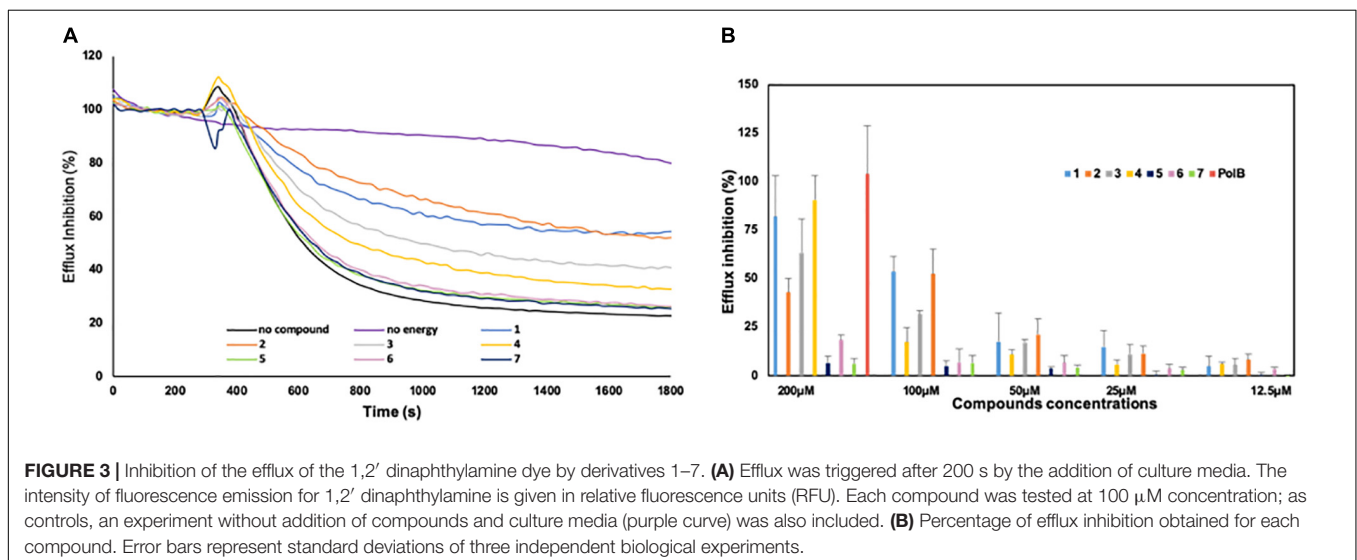 A
B
120
100
80
60
40
20
0
Efflux Inhibition (%)
no compound no energy 1
2 3 4
5 6 7
0 200 400 600 800 1000 1200 1400 1600 1800
Time (s)
150
125
100
75
50
25
0
Efflux inhibition (%)
1 2 3 4 5 6 7 PolB
200µM 100µM 50µM 25µM 12.5µM
Compounds concentrations
FIGURE 3 | Inhibition of the efflux of the 1,2′ dinaphthylamine dye by derivatives 1–7. (A) Efflux was triggered after 200 s by the addition of culture media. The
intensity of fluorescence emission for 1,2′ dinaphthylamine is given in relative fluorescence units (RFU). Each compound was tested at 100 µM concentration; as
controls, an experiment without addition of compounds and culture media (purple curve) was also included. (B) Percentage of efflux inhibition obtained for each
compound. Error bars represent standard deviations of three independent biological experiments.